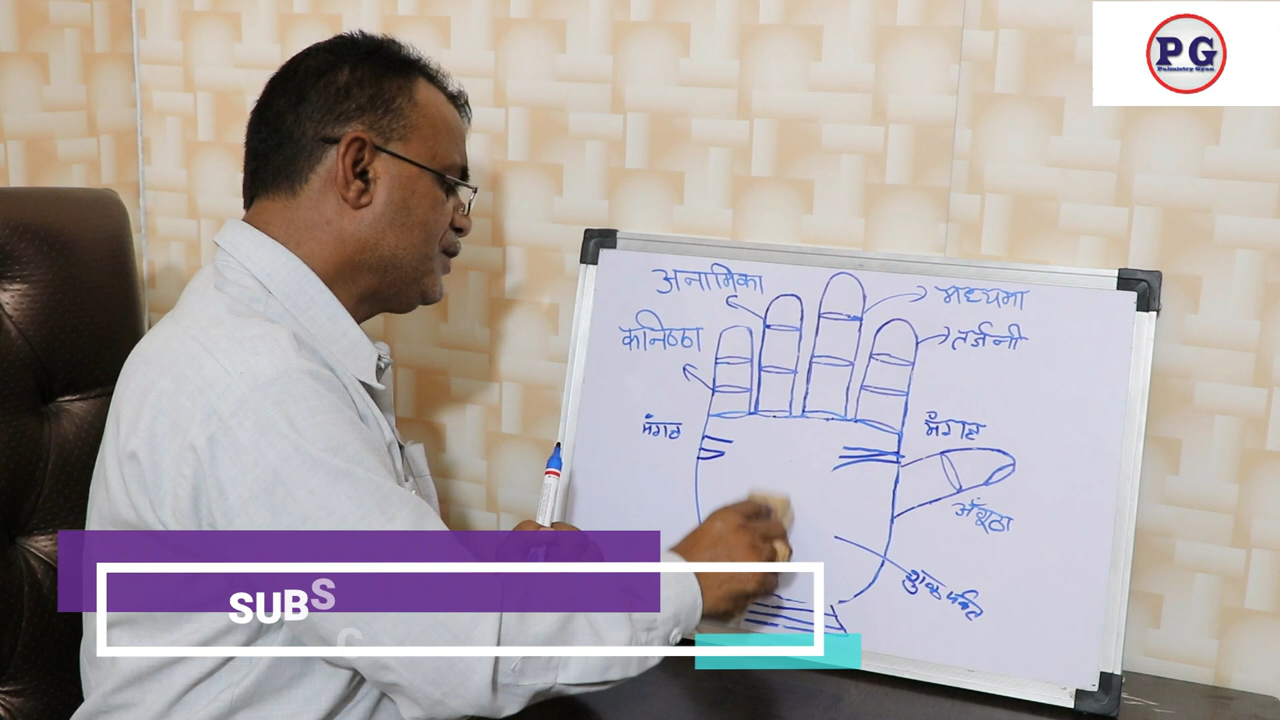 PG
Palmistry Gyan
अनामिका
मध्यमा
कनिष्ठा
तर्जनी
मंगल
मंगल
अँगूठा
शुक्र पर्वत
SUBS
C